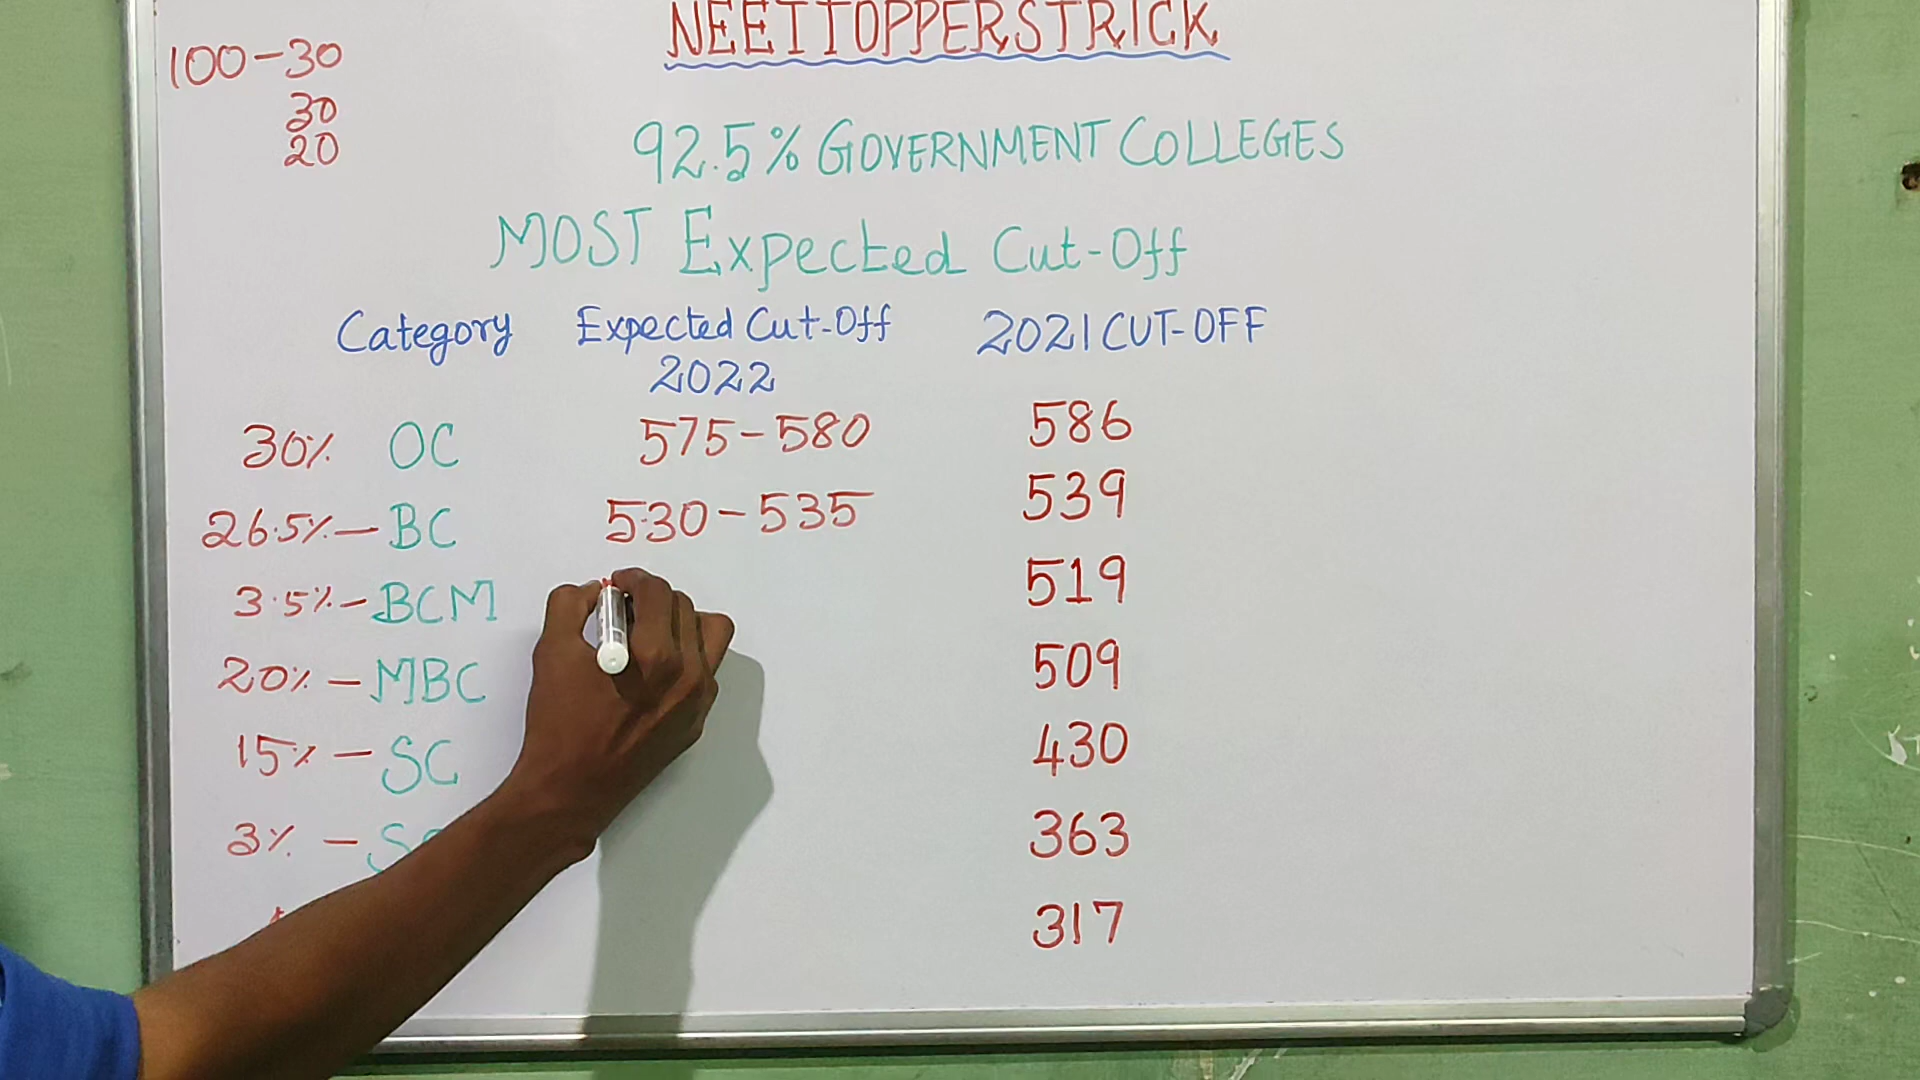 NEETTOPPERSTRICK
100-30
30
20
92.5% GOVERNMENT COLLEGES
MOST Expected Cut-Off
Category Expected Cut-Off 2021 CUT-OFF
2022
30% OC 575-580 586
26.5% - BC 530-535 539
3.5% - BCM 519
20% - MBC 509
15% - SC 430
3% - 363
317